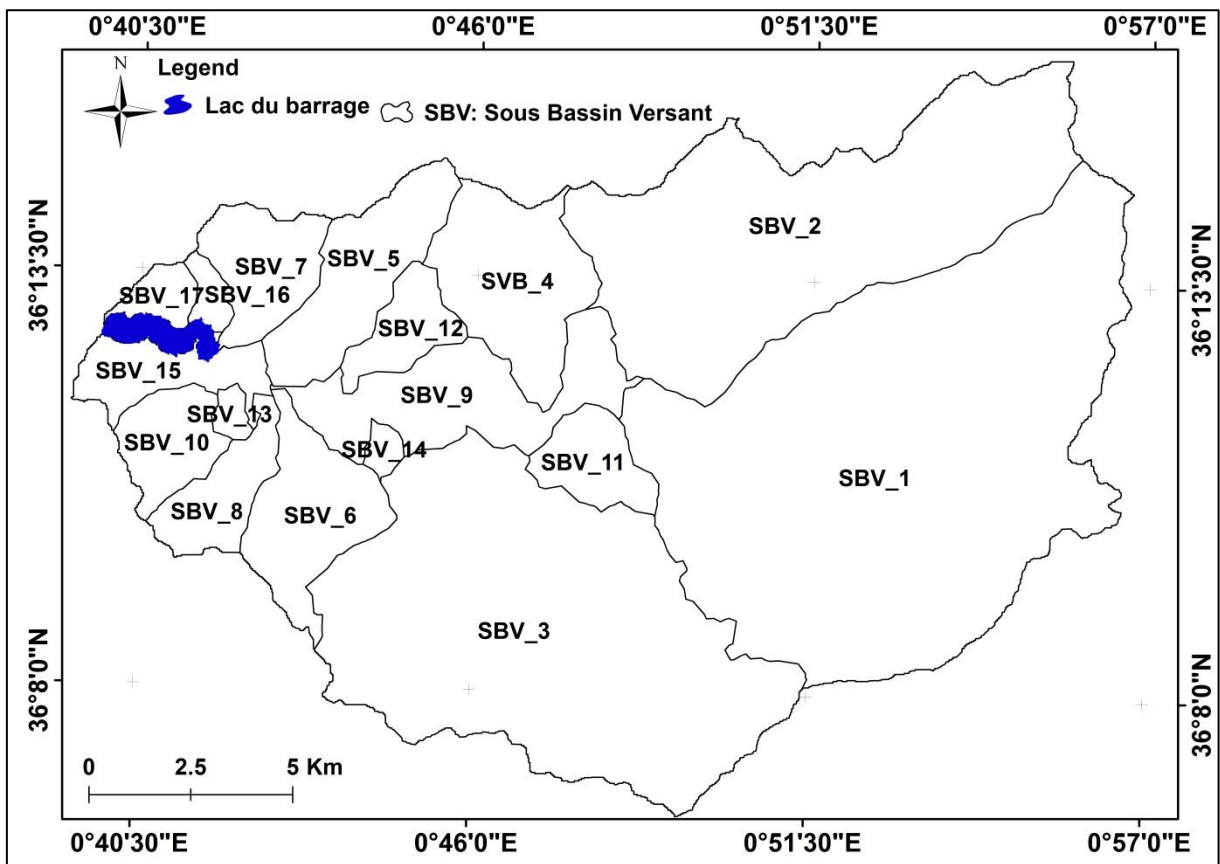 0°40'30"E 0°46'0"E 0°51'30"E 0°57'0"E
N
Legend
Lac du barrage
SBV: Sous Bassin Versant
36°13'30"N
36°13'30"N
SBV_2
SBV_5
SBV_7
SVB_4
SBV_17
SBV_16
SBV_12
SBV_15
SBV_9
SBV_13
SBV_10
SBV_14
SBV_11
SBV_1
SBV_8
SBV_6
SBV_3
36°8'0"N
36°8'0"N
0 2.5 5 Km
0°40'30"E 0°46'0"E 0°51'30"E 0°57'0"E